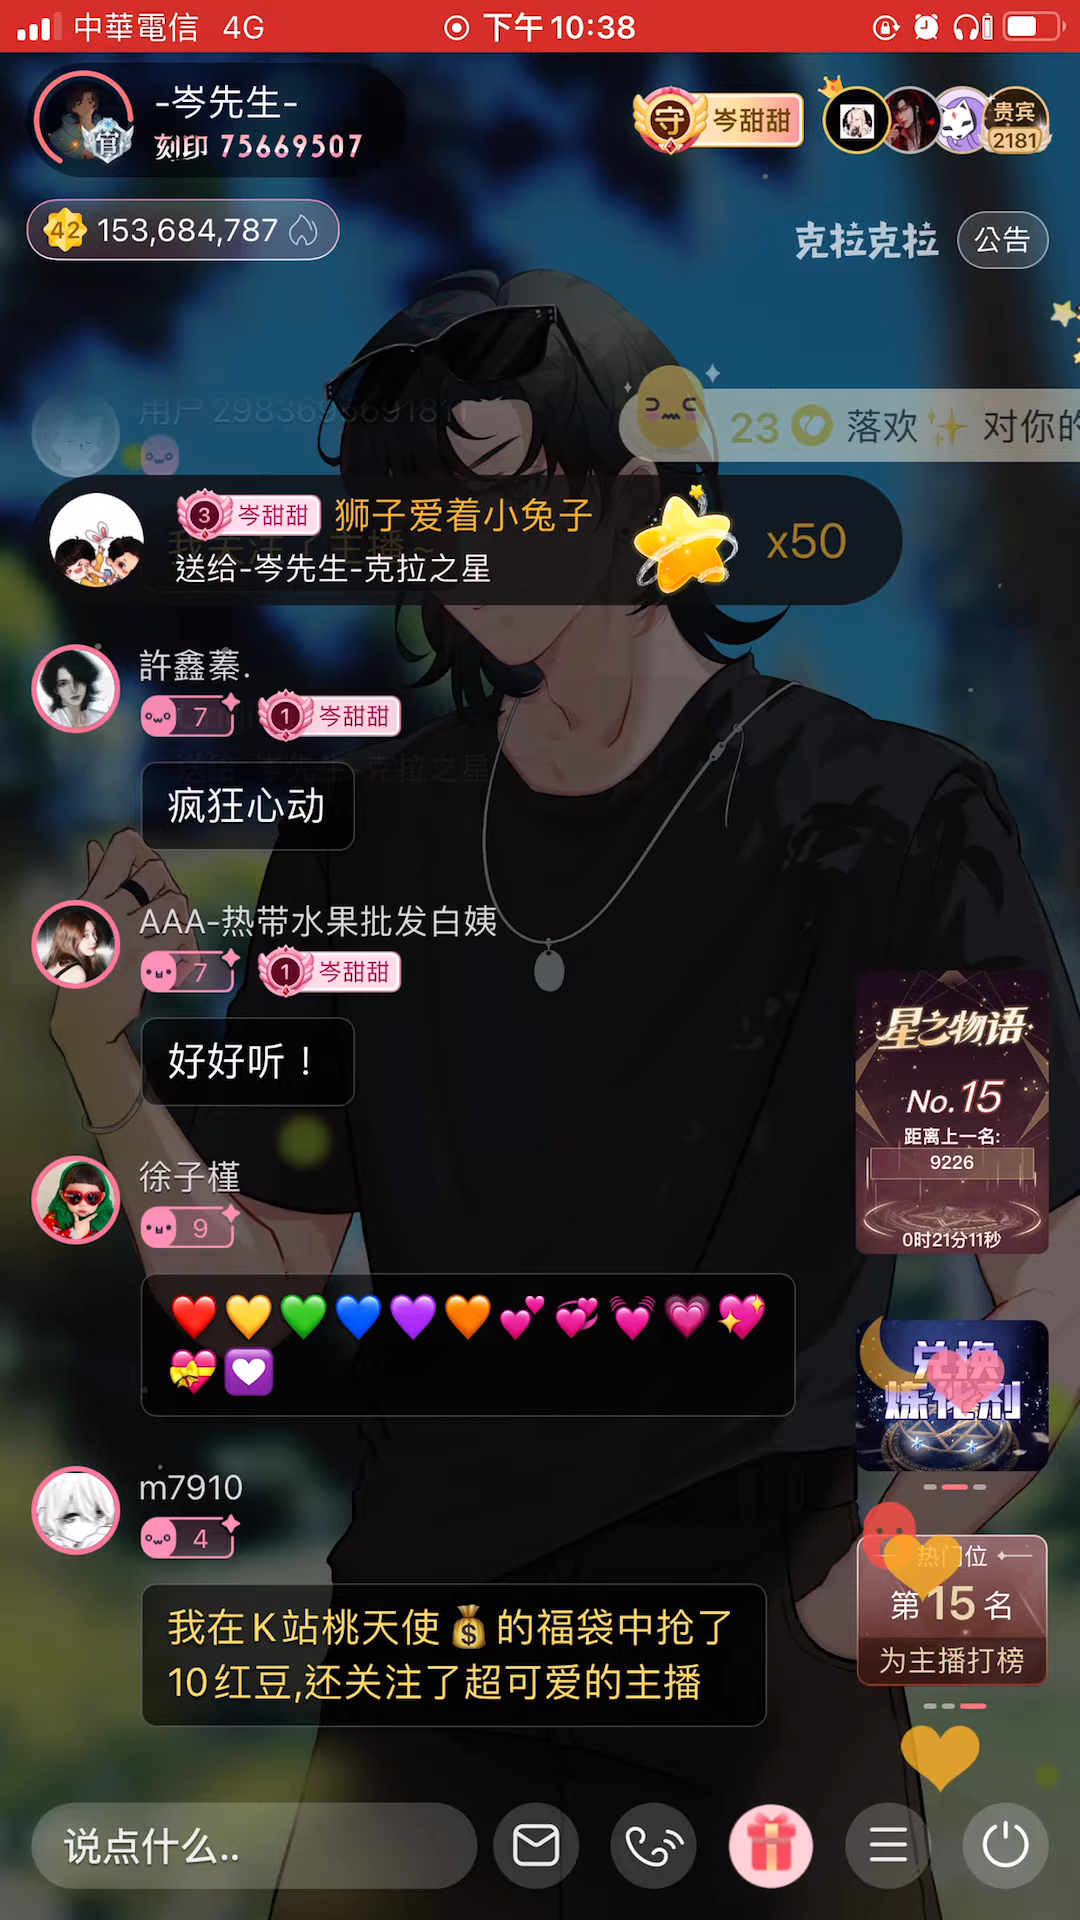 中華電信 4G
下午10:38
-岑先生-
官
刻印 75669507
守 岑甜甜
贵宾
2181
42 153,684,787
克拉克拉
公告
23 落欢✨ 对你的
3 岑甜甜 狮子爱着小兔子
送给-岑先生-克拉之星
x50
許鑫蓁.
7 1 岑甜甜
疯狂心动
AAA-热带水果批发白姨
7 1 岑甜甜
好好听！
星之物语
No.15
距离上一名:
9226
0时21分11秒
徐子槿
9
❤️💛💚💙💜🧡💕💞💓💗💖
💝💟
兑换
炼化剂
m7910
4
热门位
第15名
为主播打榜
我在K站桃天使💰的福袋中抢了
10红豆,还关注了超可爱的主播
说点什么..